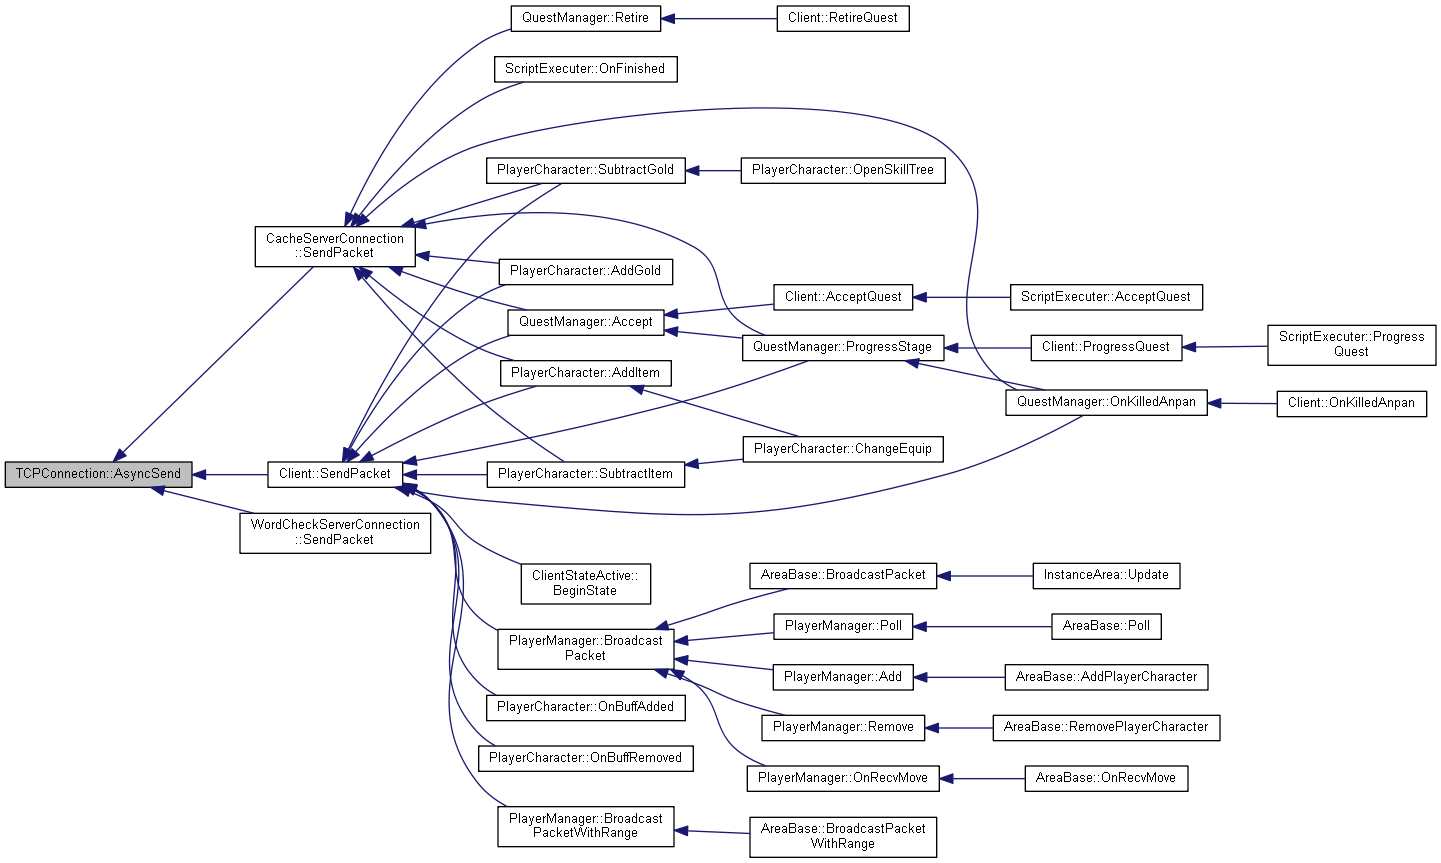 QuestManager::Retire
Client::RetireQuest
ScriptExecuter::OnFinished
PlayerCharacter::SubtractGold
PlayerCharacter::OpenSkillTree
CacheServerConnection
::SendPacket
PlayerCharacter::AddGold
Client::AcceptQuest
ScriptExecuter::AcceptQuest
QuestManager::Accept
QuestManager::ProgressStage
Client::ProgressQuest
ScriptExecuter::Progress
Quest
PlayerCharacter::AddItem
QuestManager::OnKilledAnpan
Client::OnKilledAnpan
PlayerCharacter::ChangeEquip
TCPConnection::AsyncSend
Client::SendPacket
PlayerCharacter::SubtractItem
WordCheckServerConnection
::SendPacket
ClientStateActive::
BeginState
AreaBase::BroadcastPacket
InstanceArea::Update
PlayerManager::Poll
AreaBase::Poll
PlayerManager::Broadcast
Packet
PlayerManager::Add
AreaBase::AddPlayerCharacter
PlayerCharacter::OnBuffAdded
PlayerManager::Remove
AreaBase::RemovePlayerCharacter
PlayerCharacter::OnBuffRemoved
PlayerManager::OnRecvMove
AreaBase::OnRecvMove
PlayerManager::Broadcast
PacketWithRange
AreaBase::BroadcastPacket
WithRange